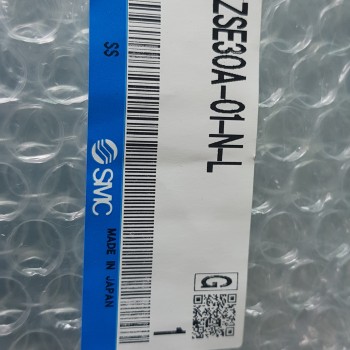 ZSE30A-01-N-L
SS
SMC
MADE IN JAPAN
G
1